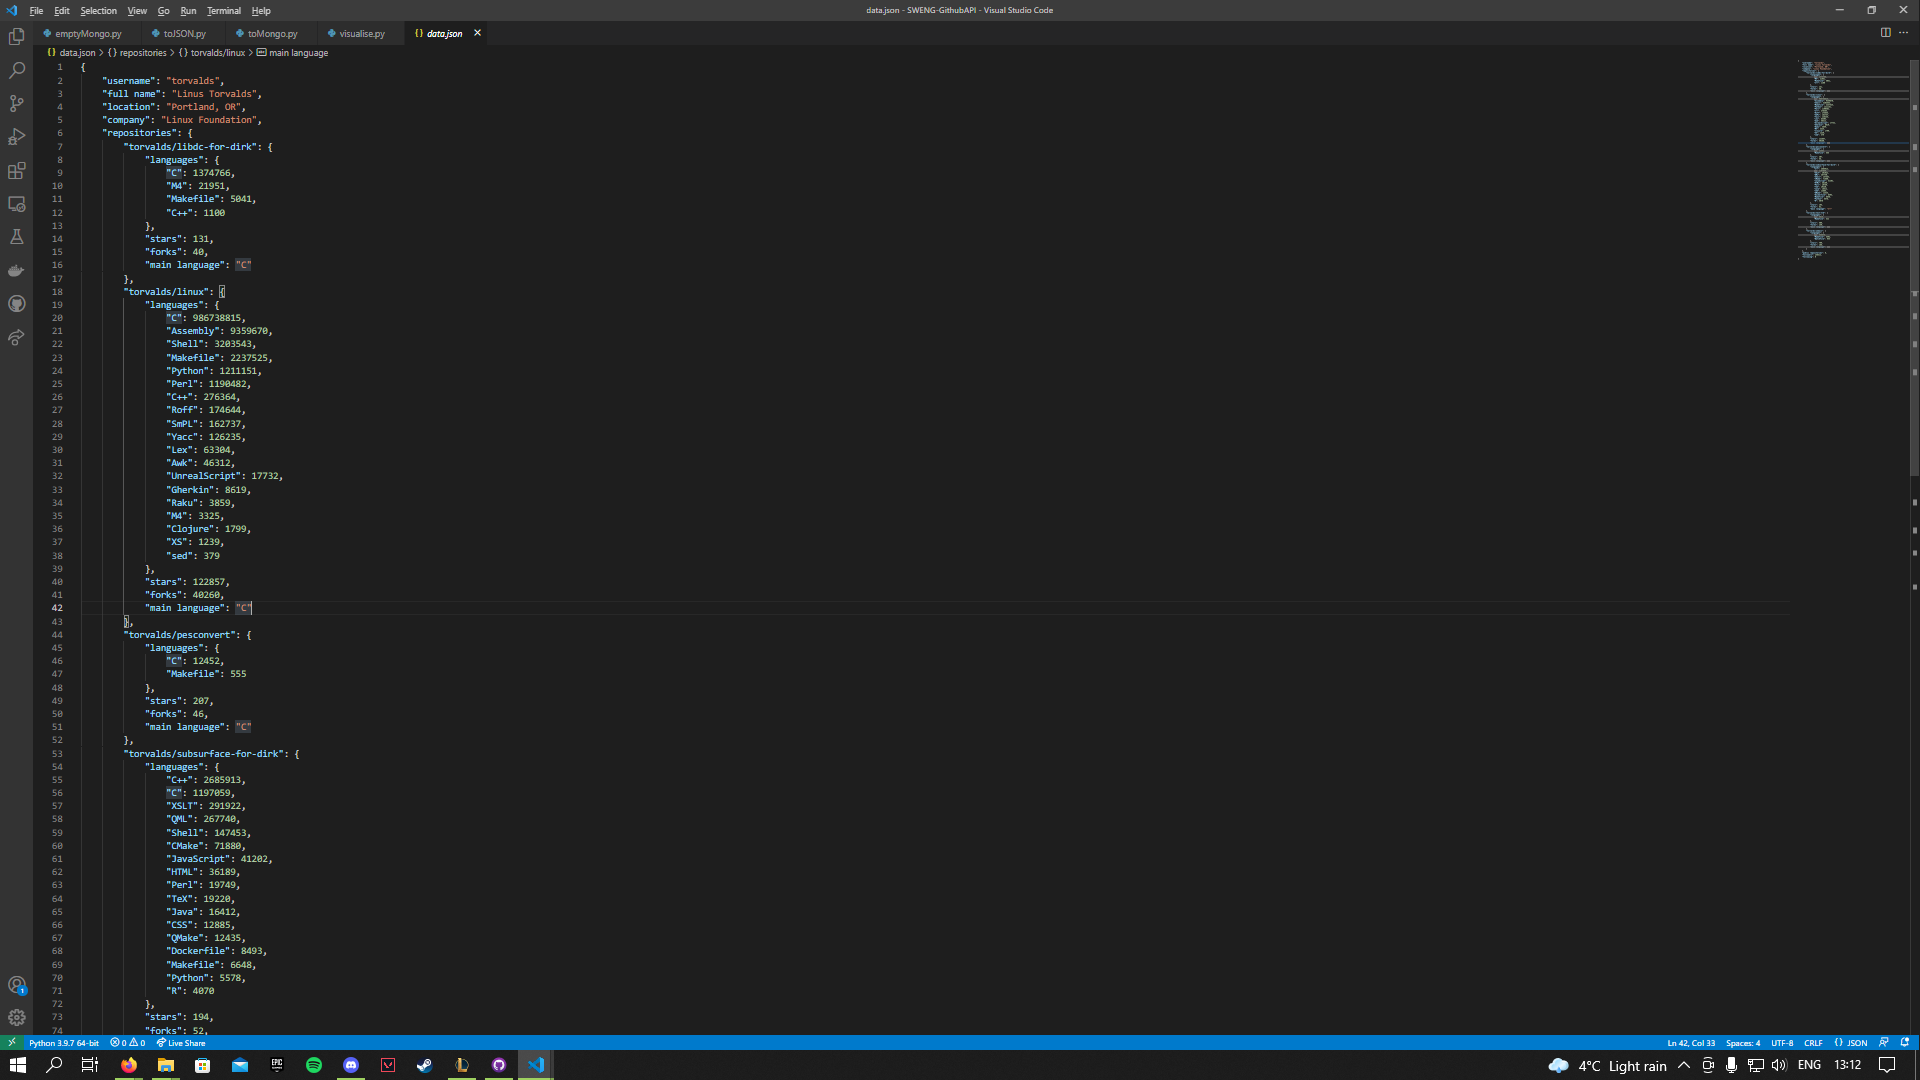 File Edit Selection View Go Run Terminal Help data.json - SWENG-GithubAPI - Visual Studio Code
emptyMongo.py toJSON.py toMongo.py visualise.py {} data.json ×
{} data.json > {} repositories > {} torvalds/linux > main language
1 {
2 "username": "torvalds",
3 "full name": "Linus Torvalds",
4 "location": "Portland, OR",
5 "company": "Linux Foundation",
6 "repositories": {
7 "torvalds/libdc-for-dirk": {
8 "languages": {
9 "C": 1374766,
10 "M4": 21951,
11 "Makefile": 5041,
12 "C++": 1100
13 },
14 "stars": 131,
15 "forks": 40,
16 "main language": "C"
17 },
18 "torvalds/linux": {
19 "languages": {
20 "C": 986738815,
21 "Assembly": 9359670,
22 "Shell": 3203543,
23 "Makefile": 2237525,
24 "Python": 1211151,
25 "Perl": 1190482,
26 "C++": 276364,
27 "Roff": 174644,
28 "SmPL": 162737,
29 "Yacc": 126235,
30 "Lex": 63304,
31 "Awk": 46312,
32 "UnrealScript": 17732,
33 "Gherkin": 8619,
34 "Raku": 3859,
35 "M4": 3325,
36 "Clojure": 1799,
37 "XS": 1239,
38 "sed": 379
39 },
40 "stars": 122857,
41 "forks": 40260,
42 "main language": "C"
43 },
44 "torvalds/pesconvert": {
45 "languages": {
46 "C": 12452,
47 "Makefile": 555
48 },
49 "stars": 207,
50 "forks": 46,
51 "main language": "C"
52 },
53 "torvalds/subsurface-for-dirk": {
54 "languages": {
55 "C++": 2685913,
56 "C": 1197059,
57 "XSLT": 291922,
58 "QML": 267740,
59 "Shell": 147453,
60 "CMake": 71880,
61 "JavaScript": 41202,
62 "HTML": 36189,
63 "Perl": 19749,
64 "TeX": 19220,
65 "Java": 16412,
66 "CSS": 12885,
67 "QMake": 12435,
68 "Dockerfile": 8493,
69 "Makefile": 6648,
70 "Python": 5578,
71 "R": 4070
72 },
73 "stars": 194,
74 "forks": 52,
1
Python 3.9.7 64-bit 0 0 Live Share Ln 42, Col 33 Spaces: 4 UTF-8 CRLF {} JSON
EPIC GAMES 4°C Light rain ENG 13:12